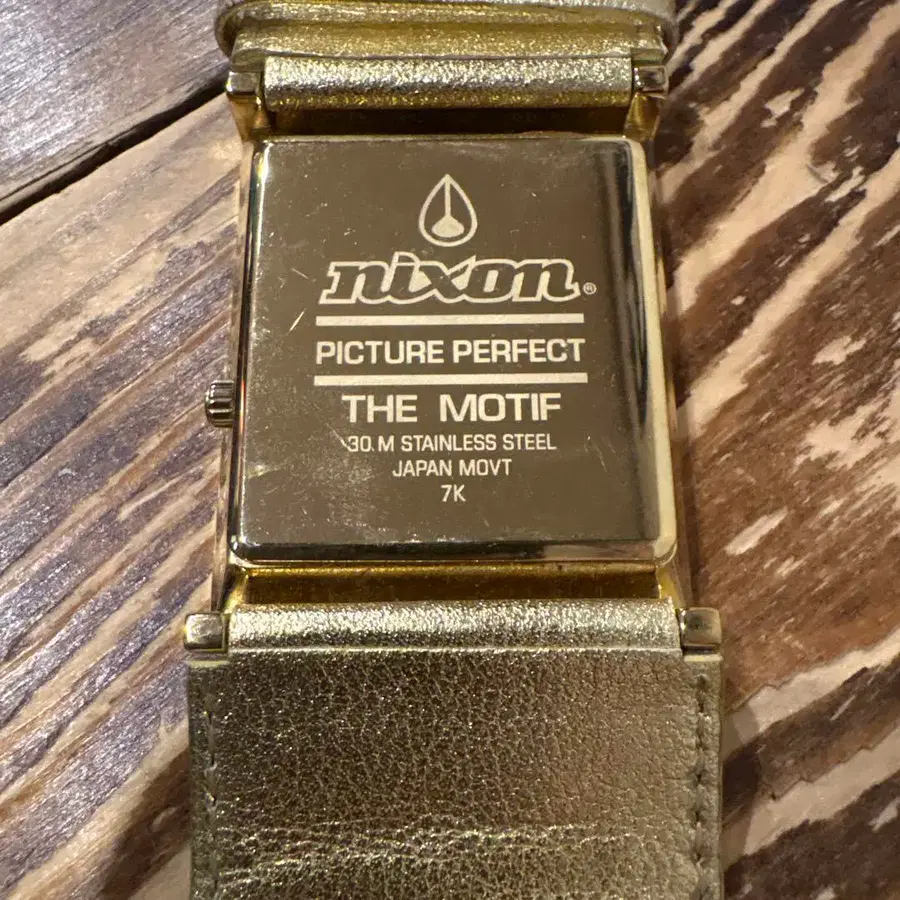 nixon®
PICTURE PERFECT
THE MOTIF
30 M STAINLESS STEEL
JAPAN MOVT
7K